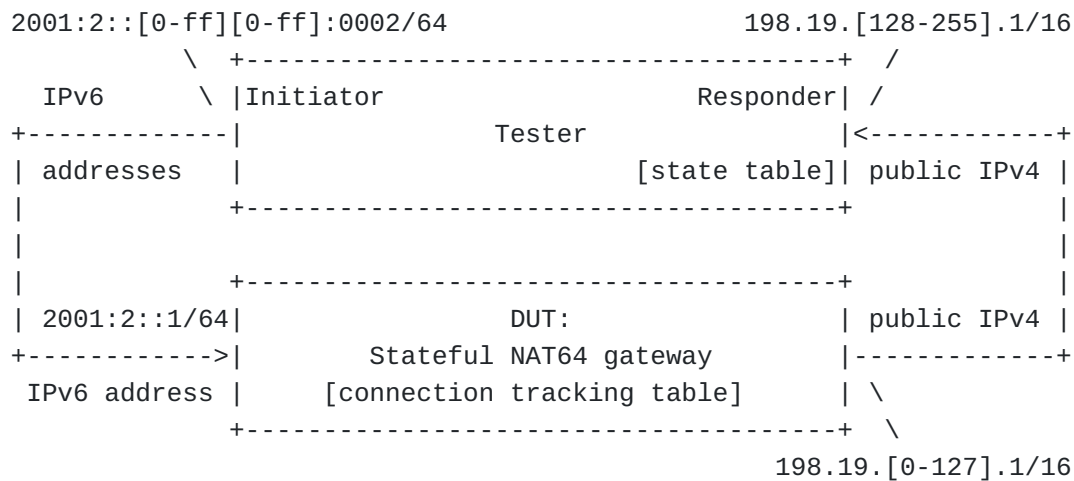 2001:2::[0-ff][0-ff]:0002/64 198.19.[128-255].1/16
\ +--------------------------------------+ /
IPv6 \ |Initiator Responder| /
+-------------| Tester |<------------+
| addresses | [state table]| public IPv4 |
| +--------------------------------------+ |
| |
| +--------------------------------------+ |
| 2001:2::1/64| DUT: | public IPv4 |
+------------>| Stateful NAT64 gateway |-------------+
IPv6 address | [connection tracking table] | \
+--------------------------------------+ \
198.19.[0-127].1/16